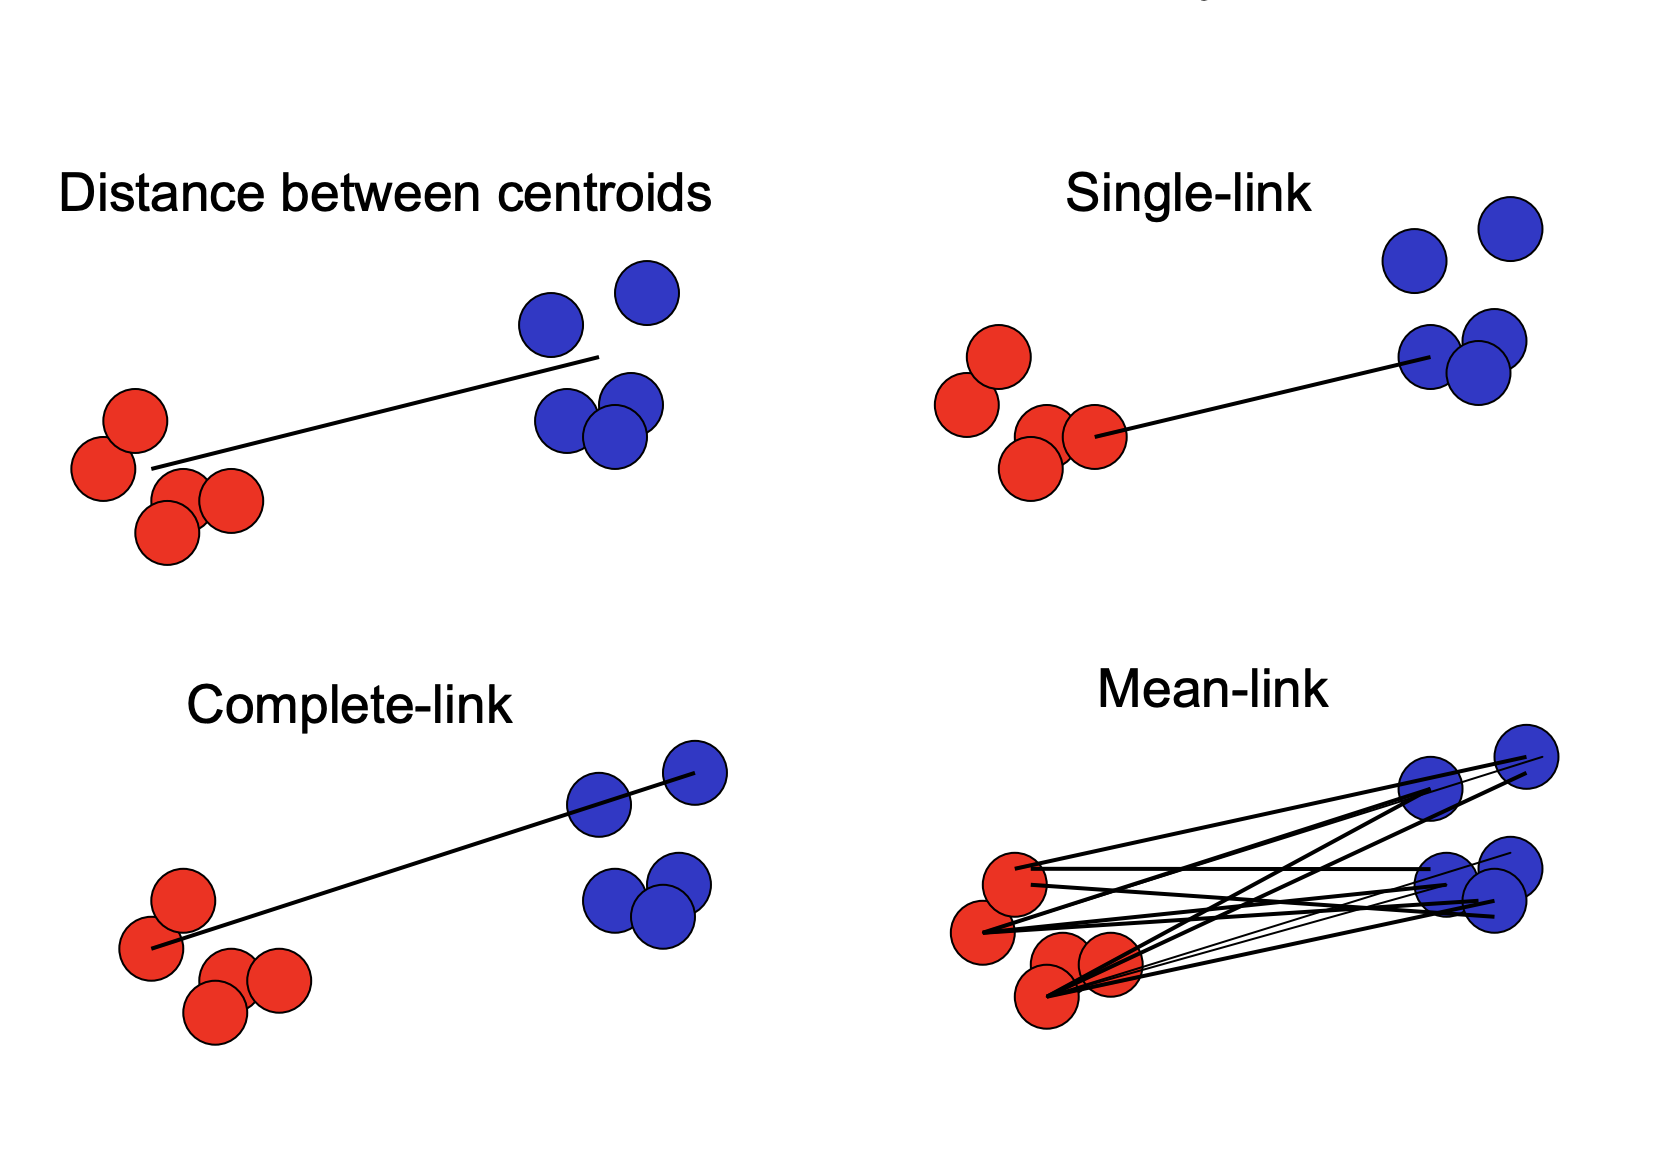 Distance between centroids
Single-link
Complete-link
Mean-link